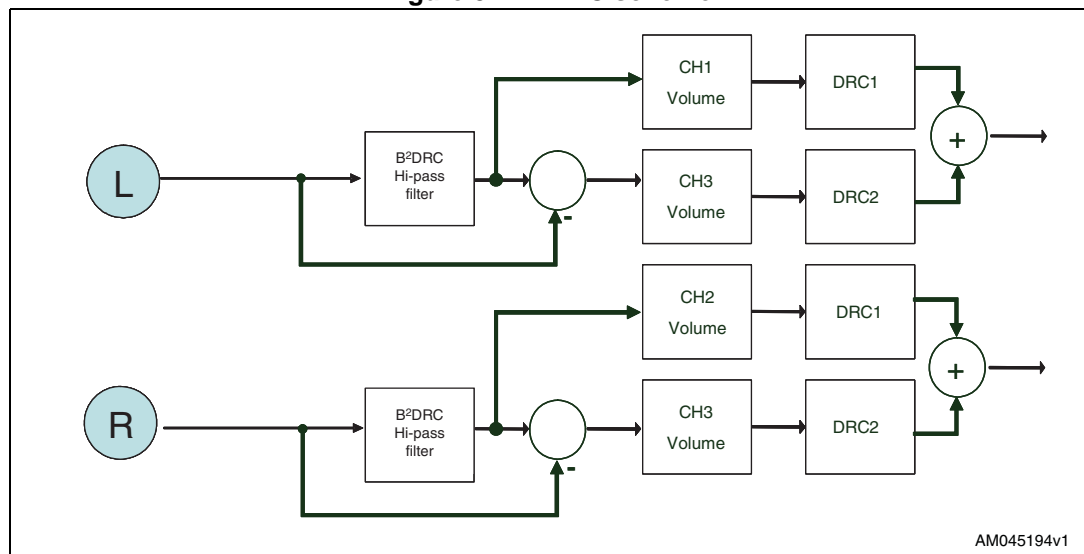 L
B²DRC
Hi-pass
filter
-
CH1
Volume
DRC1
CH3
Volume
DRC2
+
R
B²DRC
Hi-pass
filter
-
CH2
Volume
DRC1
CH3
Volume
DRC2
+
AM045194v1